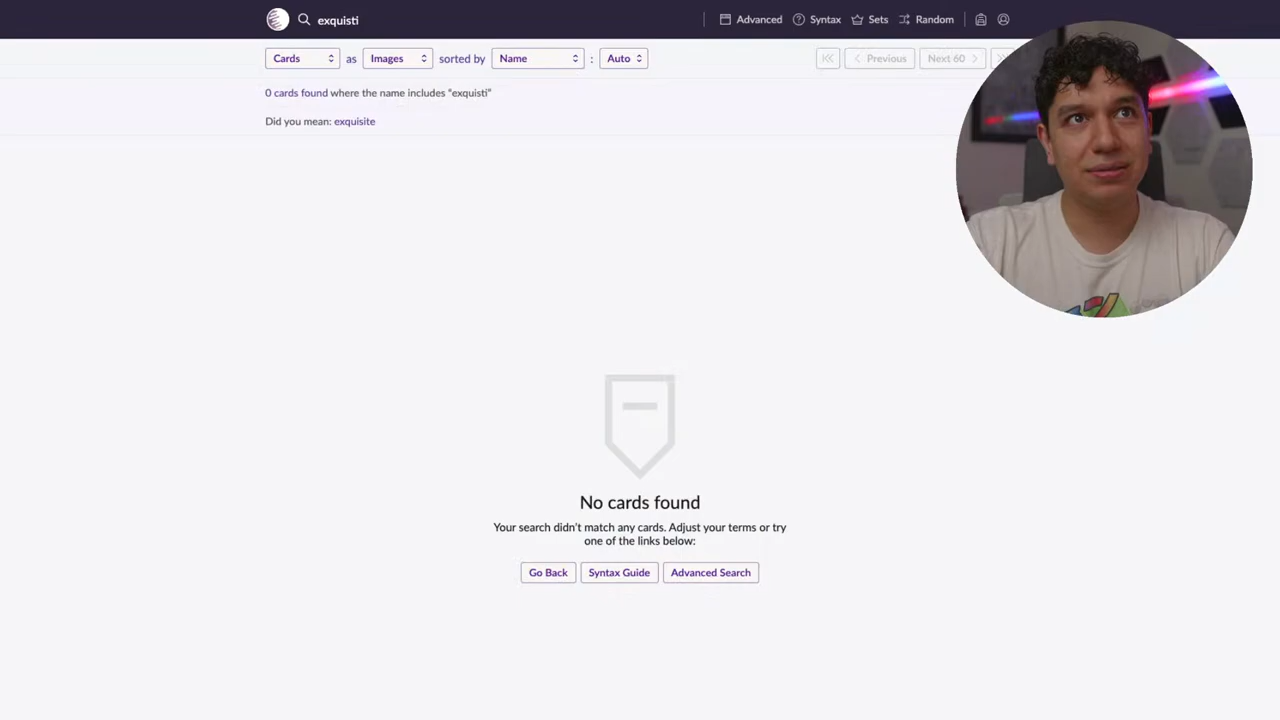 exquisti
Advanced
Syntax
Sets
Random
Cards as Images sorted by Name : Auto
Previous
Next 60
0 cards found where the name includes “exquisti”
Did you mean: exquisite
No cards found
Your search didn't match any cards. Adjust your terms or try
one of the links below:
Go Back
Syntax Guide
Advanced Search